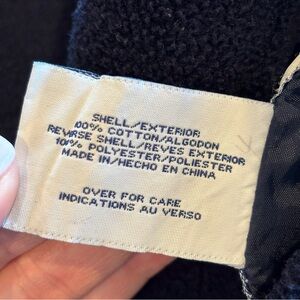 SHELL/EXTERIOR
100% COTTON/ALGODON
REVERSE SHELL/REVES EXTERIOR
100% POLYESTER/POLIESTER
MADE IN/HECHO EN CHINA
OVER FOR CARE
INDICATIONS AU VERSO